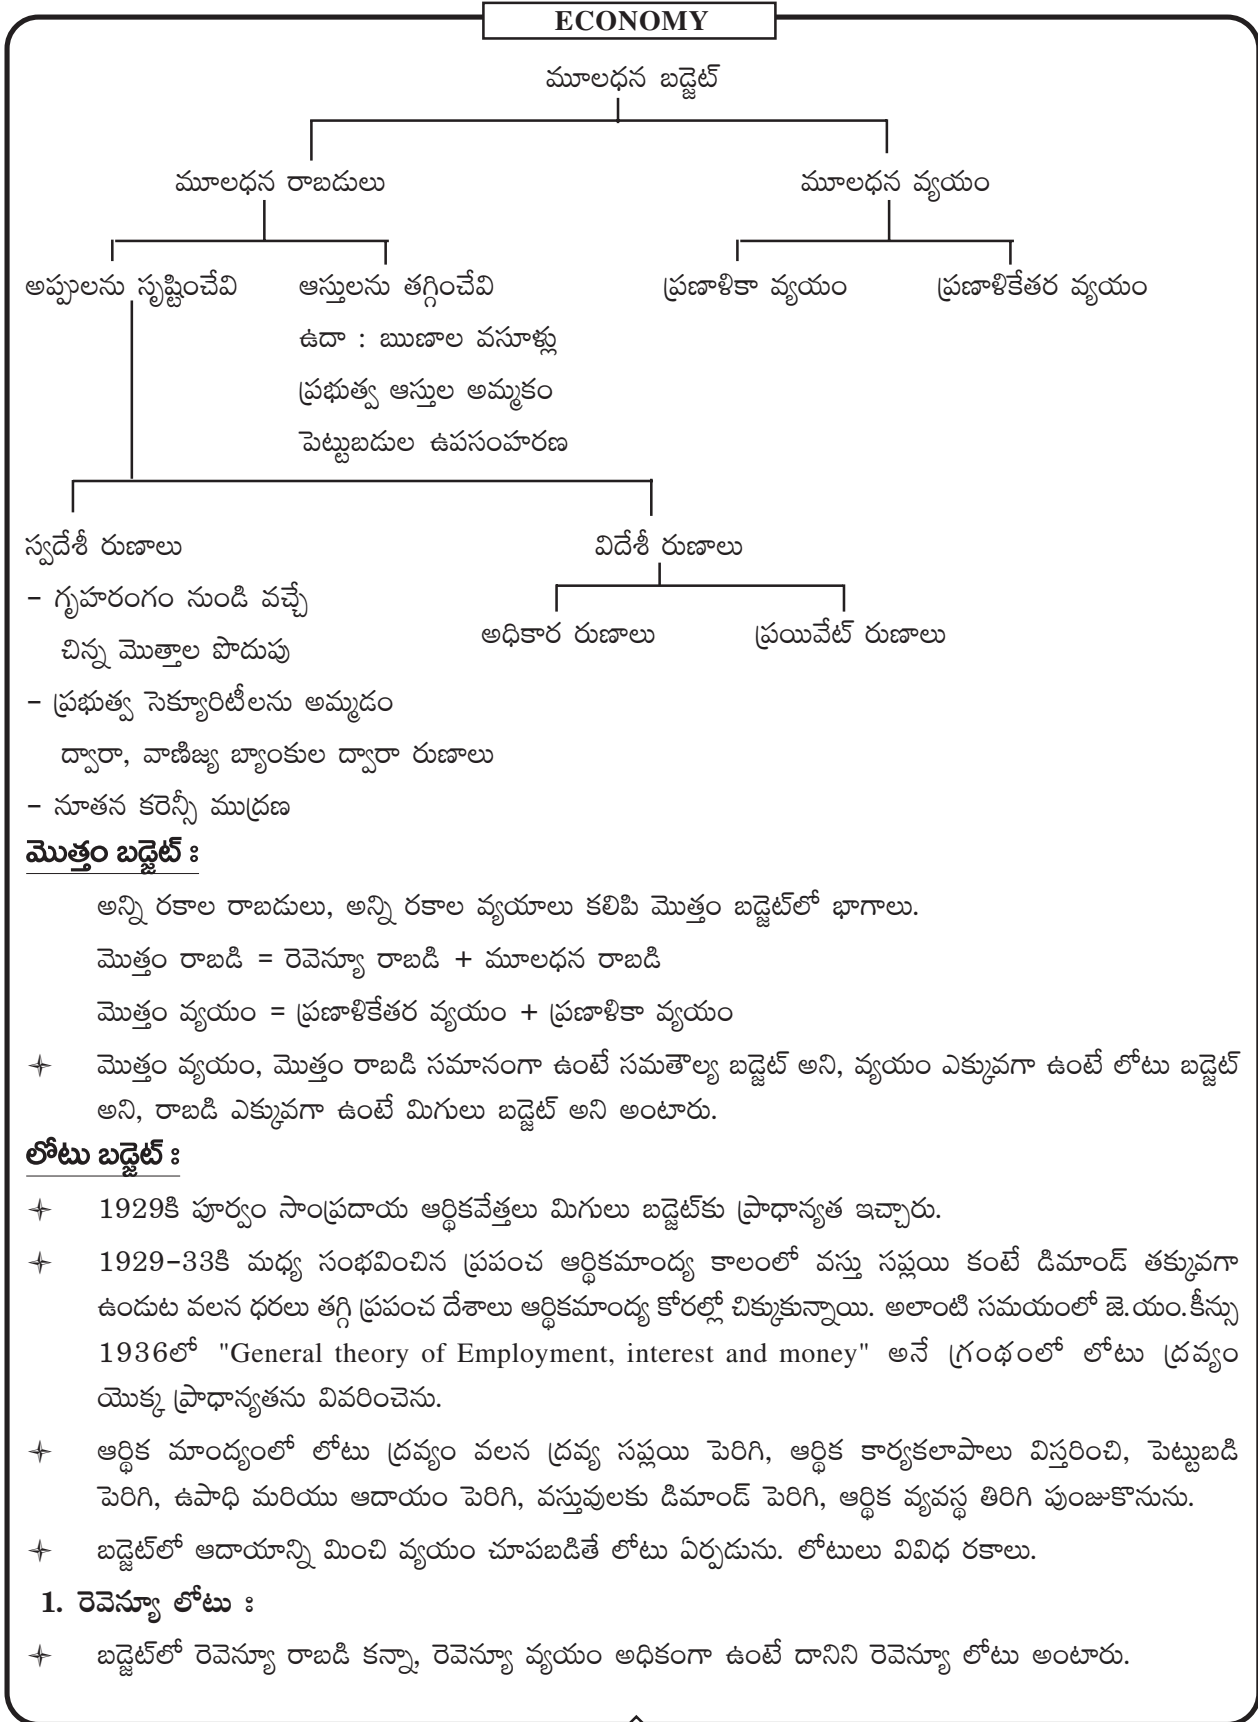 ECONOMY
మూలధన బడ్జెట్
మూలధన రాబడులు
మూలధన వ్యయం
అప్పులను సృష్టించేవి
ఆస్తులను తగ్గించేవి
ప్రణాళికా వ్యయం
ప్రణాళికేతర వ్యయం
ఉదా : ఋణాల వసూళ్లు
ప్రభుత్వ ఆస్తుల అమ్మకం
పెట్టుబడుల ఉపసంహరణ
స్వదేశీ రుణాలు
విదేశీ రుణాలు
- గృహరంగం నుండి వచ్చే
చిన్న మొత్తాల పొదుపు
అధికార రుణాలు
ప్రయివేట్ రుణాలు
- ప్రభుత్వ సెక్యూరిటీలను అమ్మడం
ద్వారా, వాణిజ్య బ్యాంకుల ద్వారా రుణాలు
- నూతన కరెన్సీ ముద్రణ
మొత్తం బడ్జెట్ :
అన్ని రకాల రాబడులు, అన్ని రకాల వ్యయాలు కలిపి మొత్తం బడ్జెట్‌లో భాగాలు.
మొత్తం రాబడి = రెవెన్యూ రాబడి + మూలధన రాబడి
మొత్తం వ్యయం = ప్రణాళికేతర వ్యయం + ప్రణాళికా వ్యయం
మొత్తం వ్యయం, మొత్తం రాబడి సమానంగా ఉంటే సమతౌల్య బడ్జెట్ అని, వ్యయం ఎక్కువగా ఉంటే లోటు బడ్జెట్
అని, రాబడి ఎక్కువగా ఉంటే మిగులు బడ్జెట్ అని అంటారు.
లోటు బడ్జెట్ :
1929కి పూర్వం సాంప్రదాయ ఆర్థికవేత్తలు మిగులు బడ్జెట్‌కు ప్రాధాన్యత ఇచ్చారు.
1929-33కి మధ్య సంభవించిన ప్రపంచ ఆర్థికమాంద్య కాలంలో వస్తు సప్లయి కంటే డిమాండ్ తక్కువగా
ఉండుట వలన ధరలు తగ్గి ప్రపంచ దేశాలు ఆర్థికమాంద్య కోరల్లో చిక్కుకున్నాయి. అలాంటి సమయంలో జె.యం.కీన్సు
1936లో "General theory of Employment, interest and money" అనే గ్రంథంలో లోటు ద్రవ్యం
యొక్క ప్రాధాన్యతను వివరించెను.
ఆర్థిక మాంద్యంలో లోటు ద్రవ్యం వలన ద్రవ్య సప్లయి పెరిగి, ఆర్థిక కార్యకలాపాలు విస్తరించి, పెట్టుబడి
పెరిగి, ఉపాధి మరియు ఆదాయం పెరిగి, వస్తువులకు డిమాండ్ పెరిగి, ఆర్థిక వ్యవస్థ తిరిగి పుంజుకొనును.
బడ్జెట్‌లో ఆదాయాన్ని మించి వ్యయం చూపబడితే లోటు ఏర్పడును. లోటులు వివిధ రకాలు.
1. రెవెన్యూ లోటు :
బడ్జెట్‌లో రెవెన్యూ రాబడి కన్నా, రెవెన్యూ వ్యయం అధికంగా ఉంటే దానిని రెవెన్యూ లోటు అంటారు.